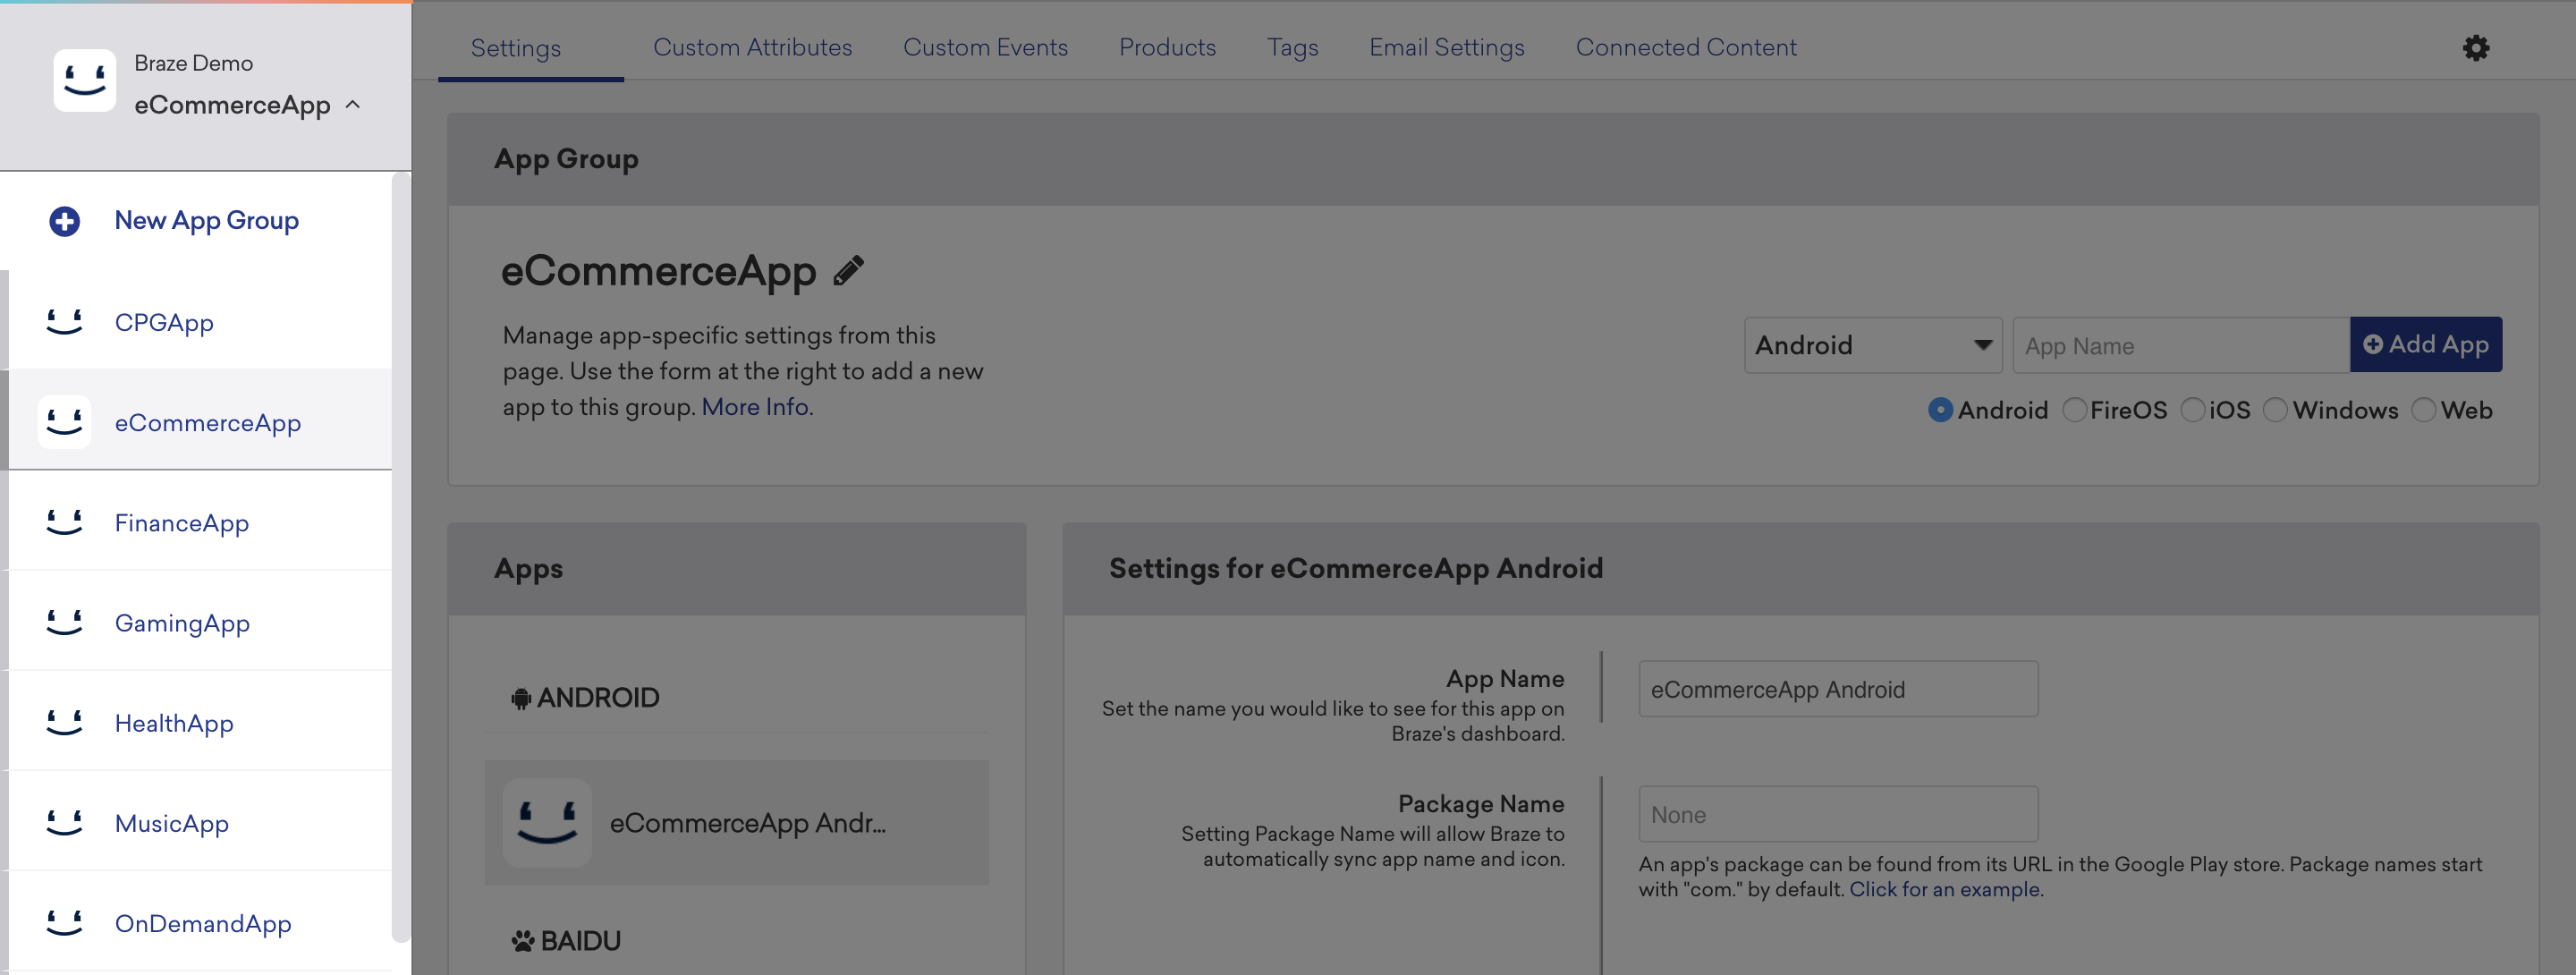 Braze Demo
eCommerceApp
New App Group
CPGApp
eCommerceApp
FinanceApp
GamingApp
HealthApp
MusicApp
OnDemandApp
Settings
Custom Attributes
Custom Events
Products
Tags
Email Settings
Connected Content
App Group
eCommerceApp
Manage app-specific settings from this
page. Use the form at the right to add a new
app to this group. More Info.
Android
App Name
Add App
Android FireOS iOS Windows Web
Apps
ANDROID
eCommerceApp Andr...
BAIDU
Settings for eCommerceApp Android
App Name
Set the name you would like to see for this app on
Braze's dashboard.
eCommerceApp Android
Package Name
Setting Package Name will allow Braze to
automatically sync app name and icon.
None
An app's package can be found from its URL in the Google Play store. Package names start
with "com." by default. Click for an example.